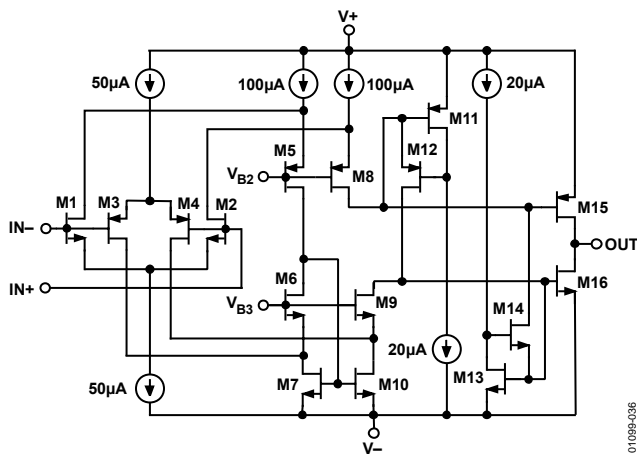 V+
50µA
100µA
100µA
20µA
M11
M12
M5
M8
VB2
M1
M3
M4
M2
M15
IN–
OUT
IN+
M6
M9
M16
VB3
M14
20µA
M7
M10
M13
50µA
V–
01099-036